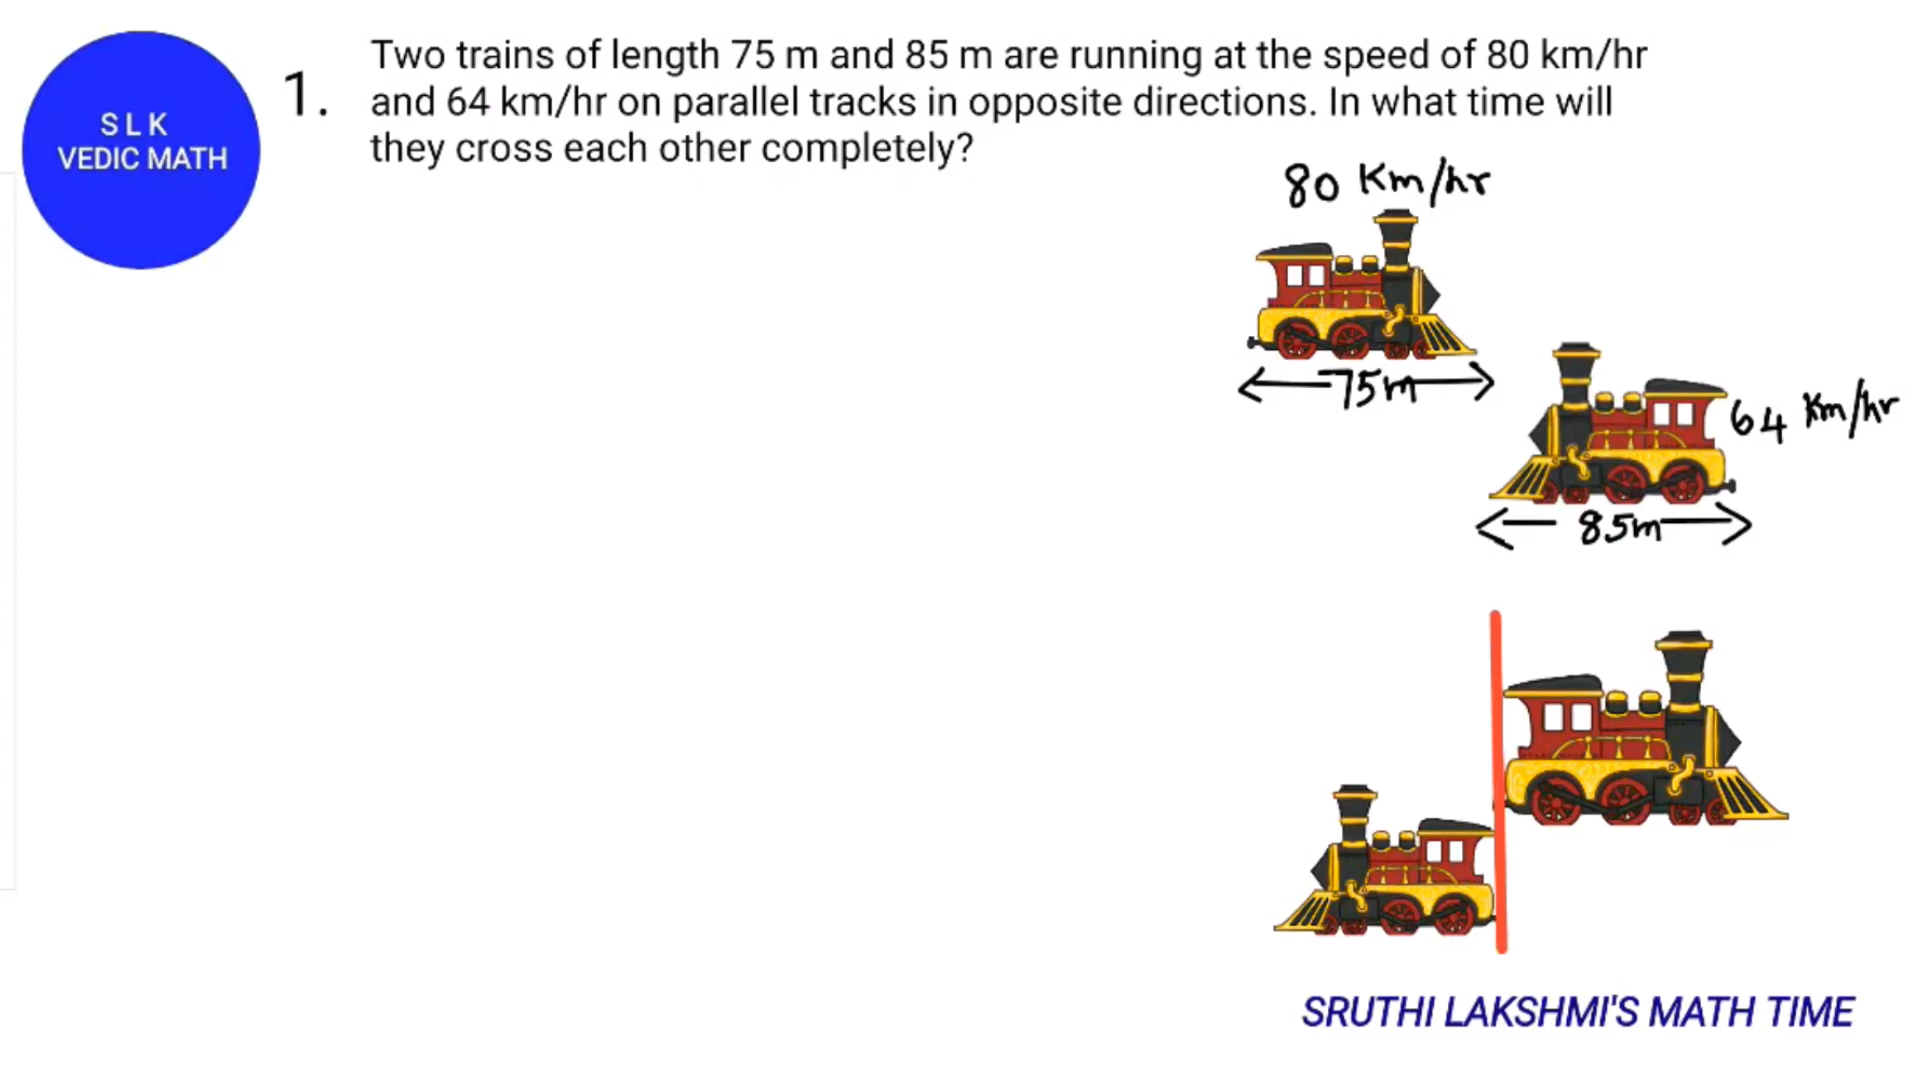 S L K
VEDIC MATH
1.
Two trains of length 75 m and 85 m are running at the speed of 80 km/hr
and 64 km/hr on parallel tracks in opposite directions. In what time will
they cross each other completely?
80 Km/hr
75m
64 Km/hr
85m
SRUTHI LAKSHMI'S MATH TIME